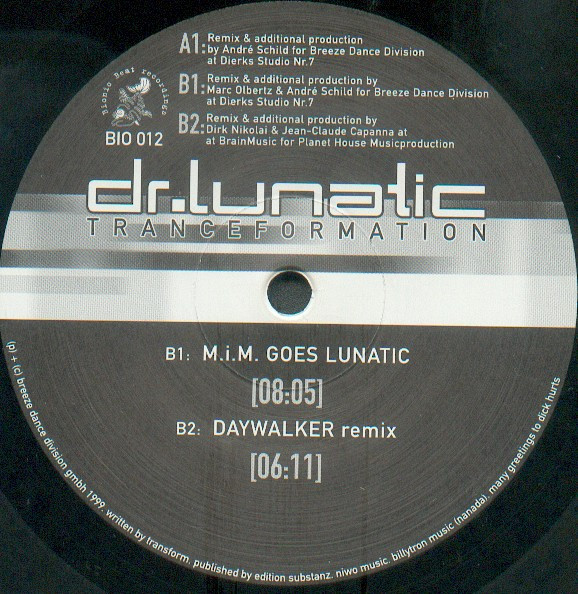 A1: Remix & additional production
by André Schild for Breeze Dance Division
at Dierks Studio Nr.7
B1: Remix & additional production by
Marc Olbertz & André Schild for Breeze Dance Division
at Dierks Studio Nr.7
B2: Remix & additional production by
Dirk Nikolai & Jean-Claude Capanna at
at BrainMusic for Planet House Musicproduction
Bionic Beat recordings
BIO 012
dr.lunatic
TRANCEFORMATION
B1: M.i.M. GOES LUNATIC
[08:05]
B2: DAYWALKER remix
[06:11]
(p) + (c) breeze dance division gmbh 1999. written by transform. published by edition substanz. niwo music. billytron music (nanada). many greetings to dick hurts